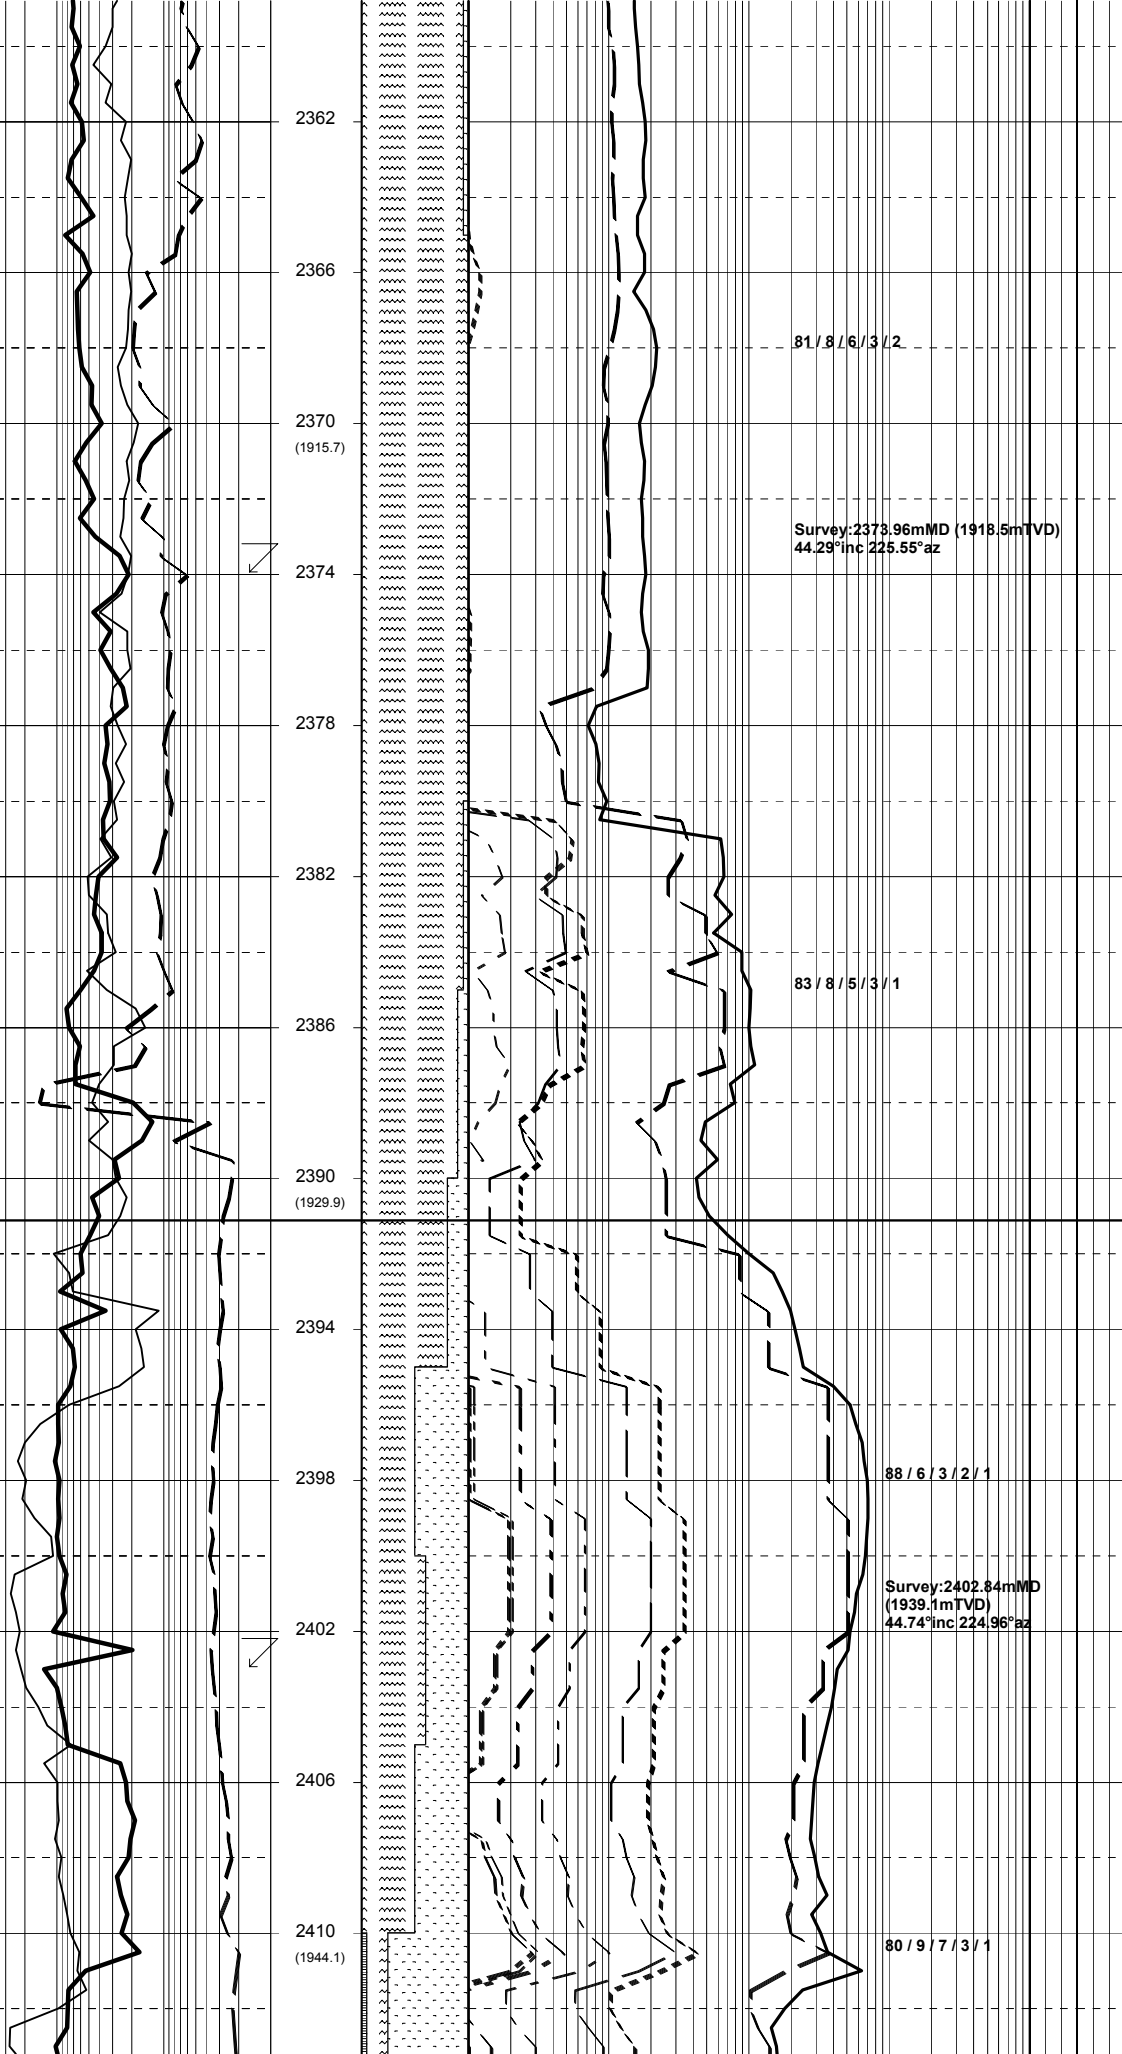 2362
2366
81 / 8 / 6 / 3 / 2
2370
(1915.7)
Survey:2373.96mMD (1918.5mTVD)
44.29°inc 225.55°az
2374
2378
2382
83 / 8 / 5 / 3 / 1
2386
2390
(1929.9)
2394
2398
88 / 6 / 3 / 2 / 1
Survey:2402.84mMD
(1939.1mTVD)
44.74°inc 224.96°az
2402
2406
2410
80 / 9 / 7 / 3 / 1
(1944.1)